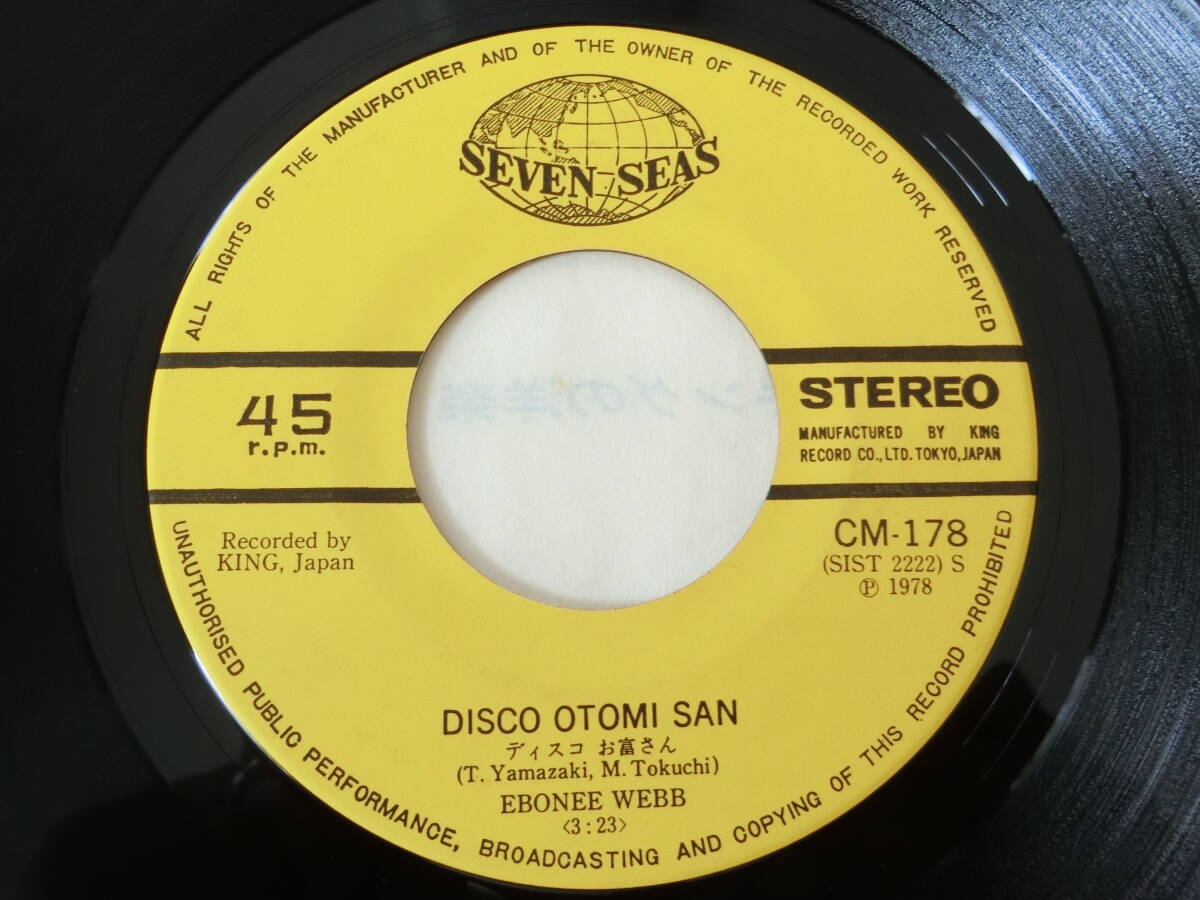 ALL RIGHTS OF THE MANUFACTURER AND OF THE OWNER OF THE RECORDED WORK RESERVED
SEVEN SEAS
45
r.p.m.
STEREO
MANUFACTURED BY KING
RECORD CO., LTD. TOKYO, JAPAN
Recorded by
KING, Japan
CM-178
(SIST 2222) S
Ⓟ 1978
DISCO OTOMI SAN
ディスコ お富さん
(T. Yamazaki, M. Tokuchi)
EBONEE WEBB
<3:23>
UNAUTHORISED PUBLIC PERFORMANCE, BROADCASTING AND COPYING OF THIS RECORD PROHIBITED